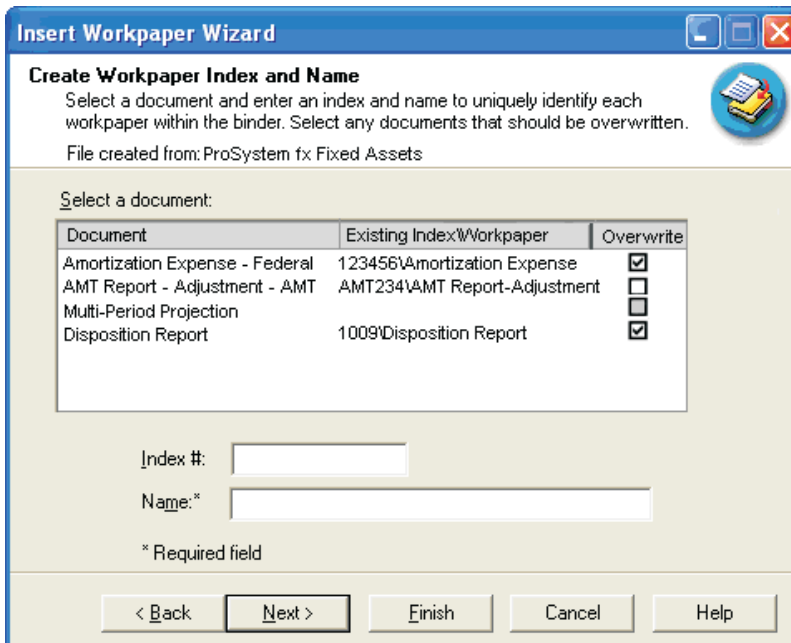 Insert Workpaper Wizard
Create Workpaper Index and Name
Select a document and enter an index and name to uniquely identify each
workpaper within the binder. Select any documents that should be overwritten.
File created from: ProSystem fx Fixed Assets
Select a document:
Document Existing Index\Workpaper Overwrite
Amortization Expense - Federal 123456\Amortization Expense
AMT Report - Adjustment - AMT AMT234\AMT Report-Adjustment
Multi-Period Projection
Disposition Report 1009\Disposition Report
Index #:
Name:*
* Required field
< Back Next > Finish Cancel Help